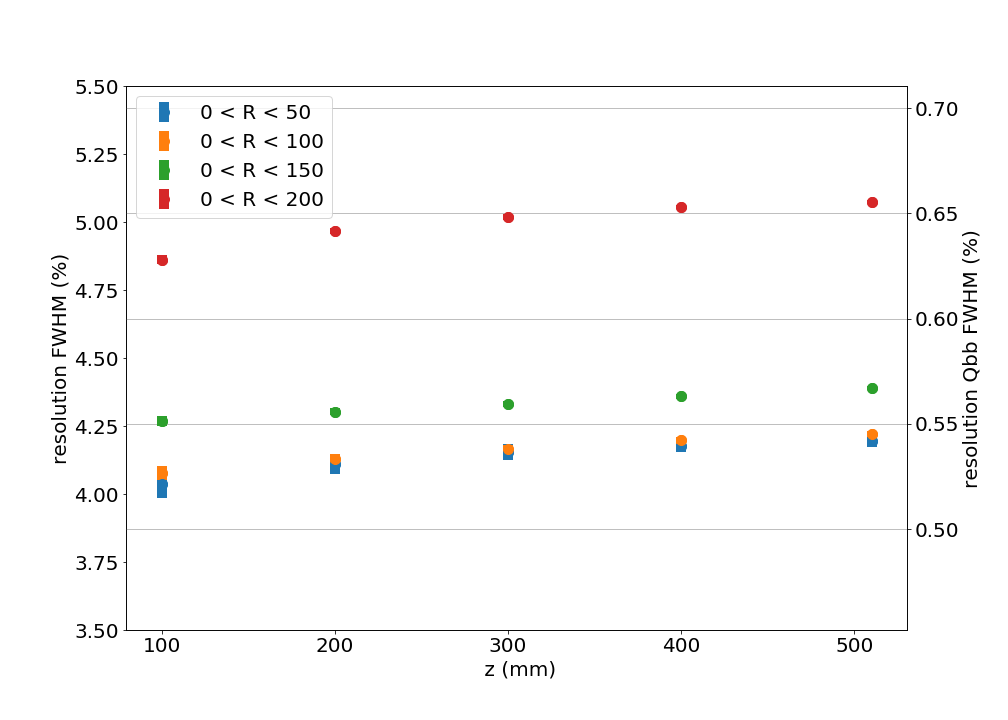 5.50
5.25
5.00
4.75
4.50
4.25
4.00
3.75
3.50
resolution FWHM (%)
0 < R < 50
0 < R < 100
0 < R < 150
0 < R < 200
0.70
0.65
0.60
0.55
0.50
resolution Qbb FWHM (%)
100 200 300 400 500
z (mm)